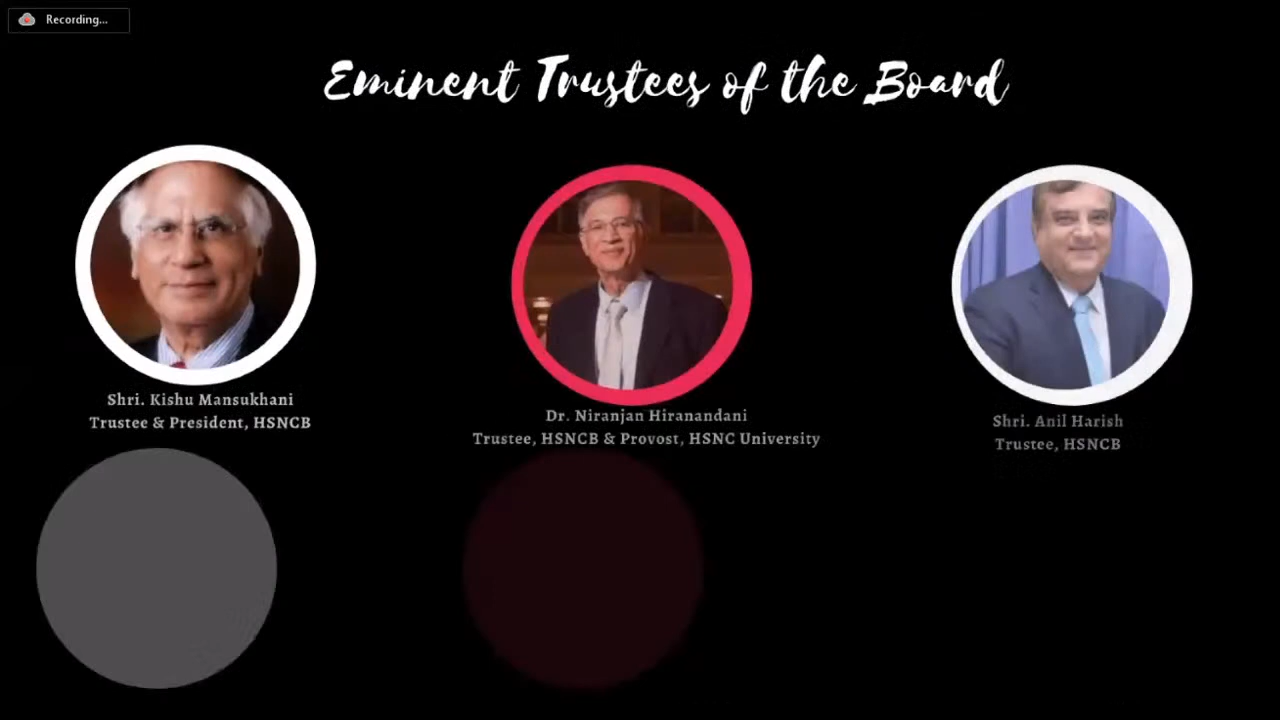 Recording...
Eminent Trustees of the Board
Shri. Kishu Mansukhani
Trustee & President, HSNCB
Dr. Niranjan Hiranandani
Trustee, HSNCB & Provost, HSNC University
Shri. Anil Harish
Trustee, HSNCB